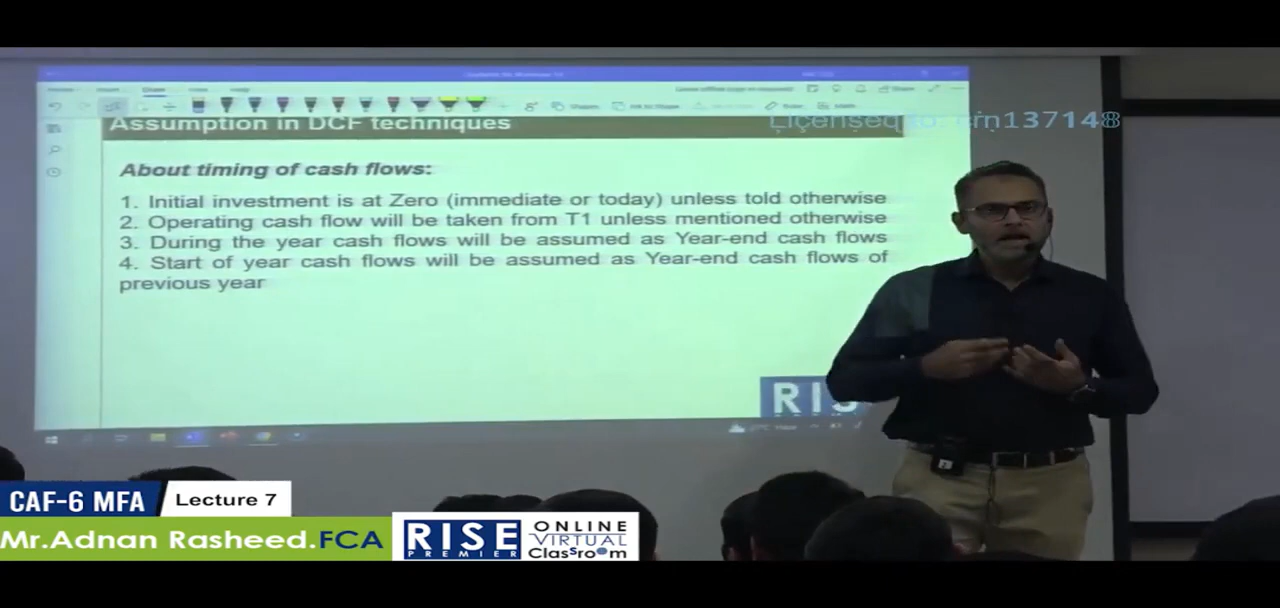 Assumption in DCF techniques
Licensed to: crn137148
About timing of cash flows:
1. Initial investment is at Zero (immediate or today) unless told otherwise
2. Operating cash flow will be taken from T1 unless mentioned otherwise
3. During the year cash flows will be assumed as Year-end cash flows
4. Start of year cash flows will be assumed as Year-end cash flows of
previous year
RISE
CAF-6 MFA
Lecture 7
Mr.Adnan Rasheed.FCA
RISE
PREMIER
ONLINE
VIRTUAL
Classroom